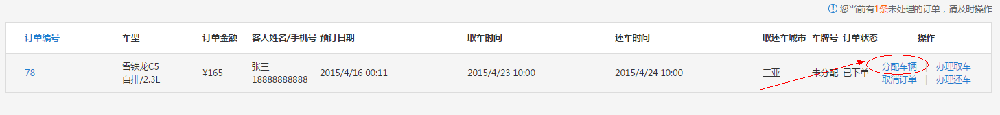 您当前有1条未处理的订单，请及时操作
订单编号 车型 订单金额 客人姓名/手机号 预订日期 取车时间 还车时间 取还车城市 车牌号 订单状态 操作
78 雪铁龙C5 自排/2.3L ¥165 张三 18888888888 2015/4/16 00:11 2015/4/23 10:00 2015/4/24 10:00 三亚 未分配 已下单 分配车辆 | 办理取车
取消订单 | 办理还车